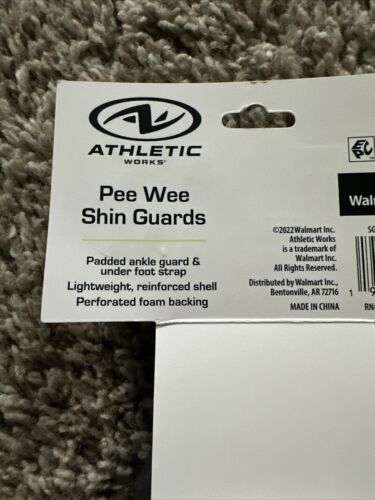 ATHLETIC
WORKS®
Pee Wee
Shin Guards
Padded ankle guard &
under foot strap
Lightweight, reinforced shell
Perforated foam backing
©2022 Walmart Inc.
Athletic Works
is a trademark of
Walmart Inc.
All Rights Reserved.
Distributed by Walmart Inc.,
Bentonville, AR 72716
MADE IN CHINA